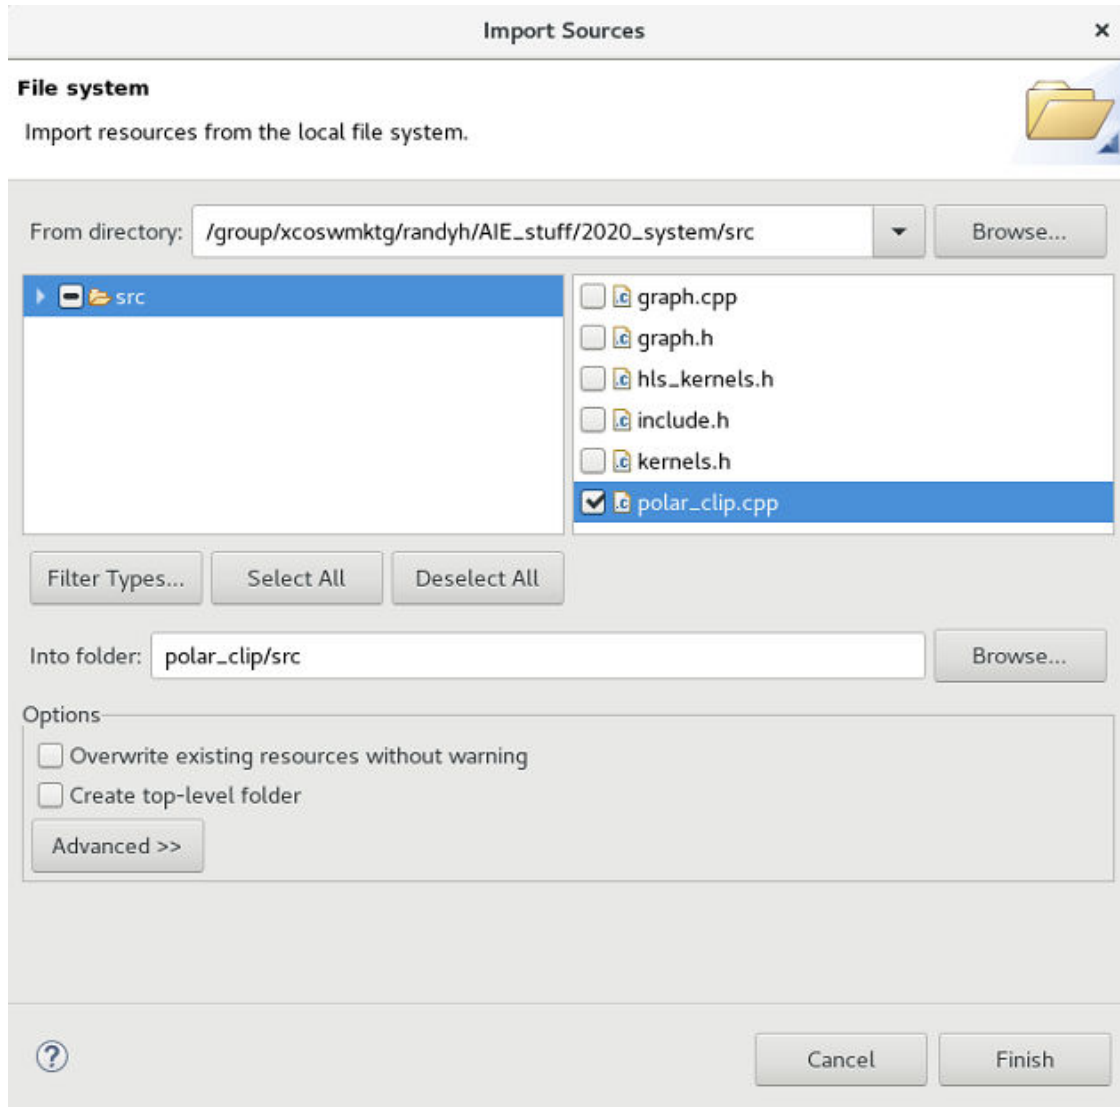 Import Sources
File system
Import resources from the local file system.
From directory: /group/xcoswmktg/randyh/AIE_stuff/2020_system/src Browse...
src
graph.cpp
graph.h
hls_kernels.h
include.h
kernels.h
polar_clip.cpp
Filter Types... Select All Deselect All
Into folder: polar_clip/src Browse...
Options
Overwrite existing resources without warning
Create top-level folder
Advanced >>
Cancel Finish